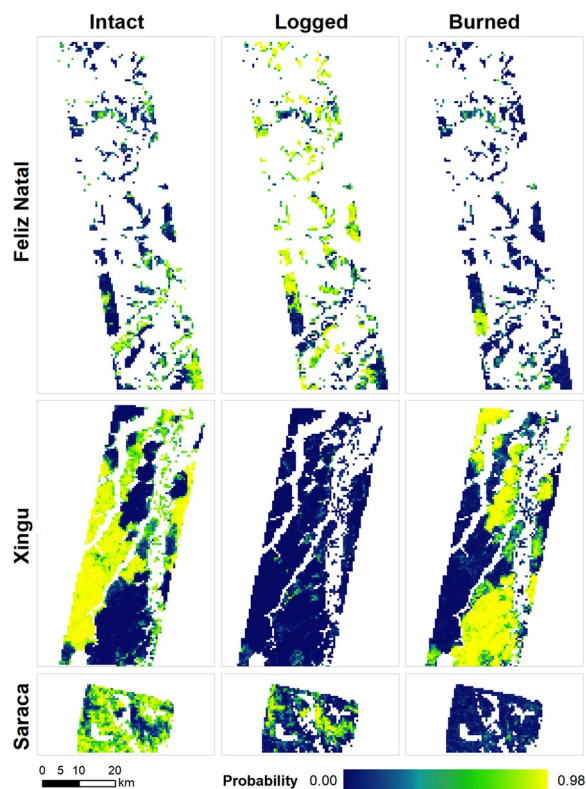 Intact Logged Burned
Feliz Natal
Xingu
Saraca
0 5 10 20
km
Probability 0.00 0.98